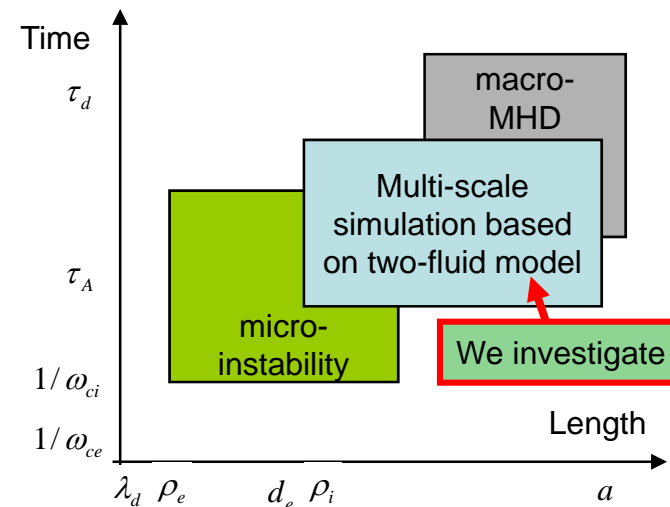 Time
τ_d
τ_A
1/ω_ci
1/ω_ce
macro-
MHD
Multi-scale
simulation based
on two-fluid model
micro-
instability
We investigate
Length
λ_d ρ_e d_e ρ_i a